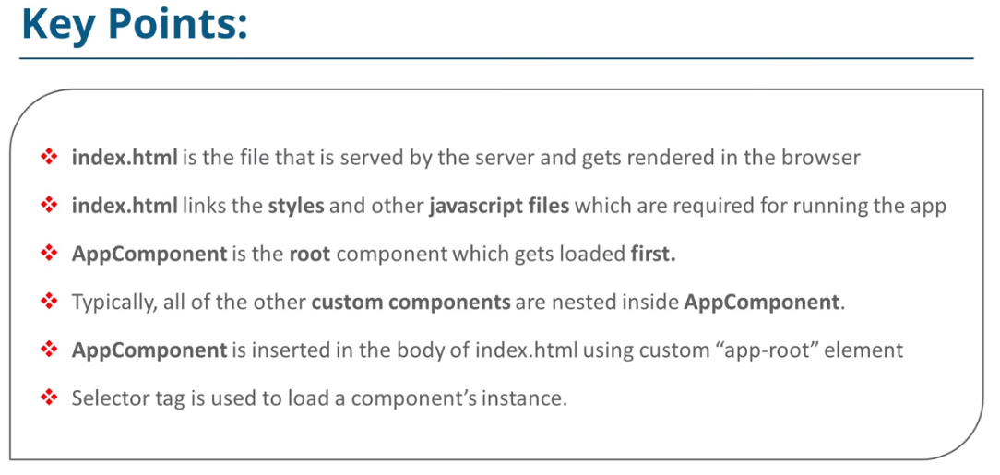 Key Points:
index.html is the file that is served by the server and gets rendered in the browser
index.html links the styles and other javascript files which are required for running the app
AppComponent is the root component which gets loaded first.
Typically, all of the other custom components are nested inside AppComponent.
AppComponent is inserted in the body of index.html using custom “app-root” element
Selector tag is used to load a component’s instance.